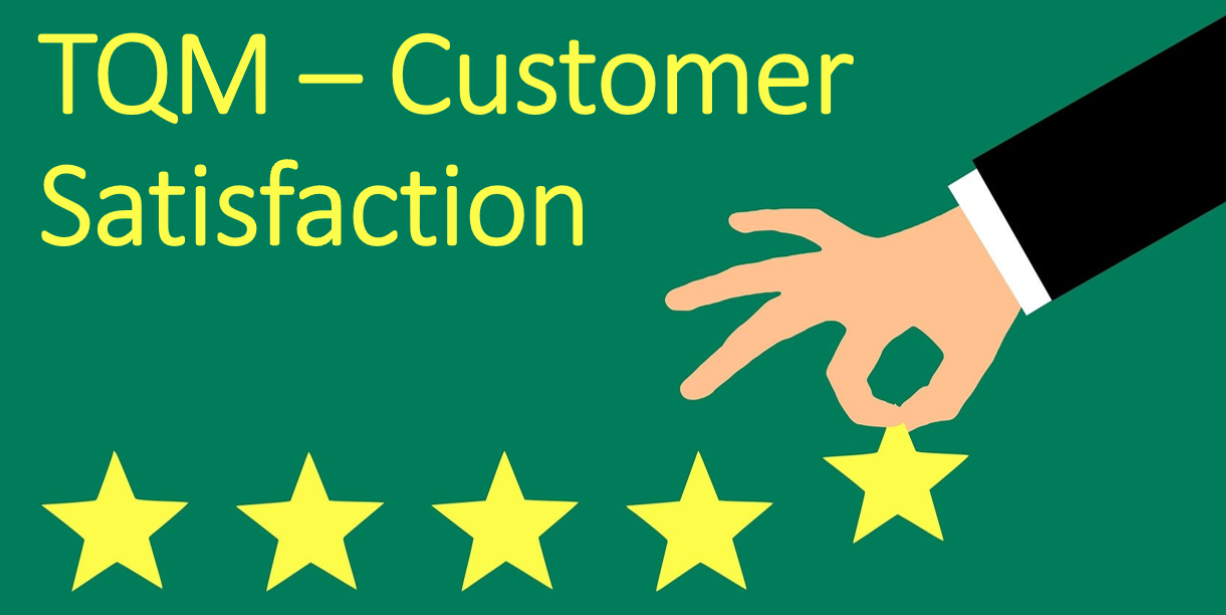 TQM – Customer
Satisfaction